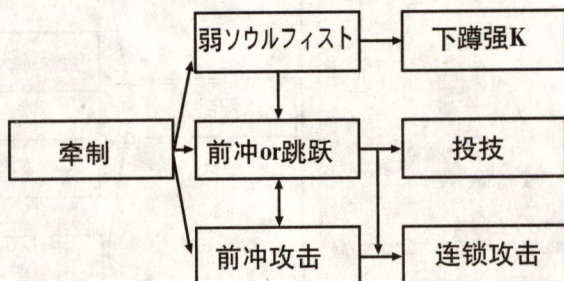 弱ソウルフィスト
下蹲强K
牵制
前冲or跳跃
投技
前冲攻击
连锁攻击